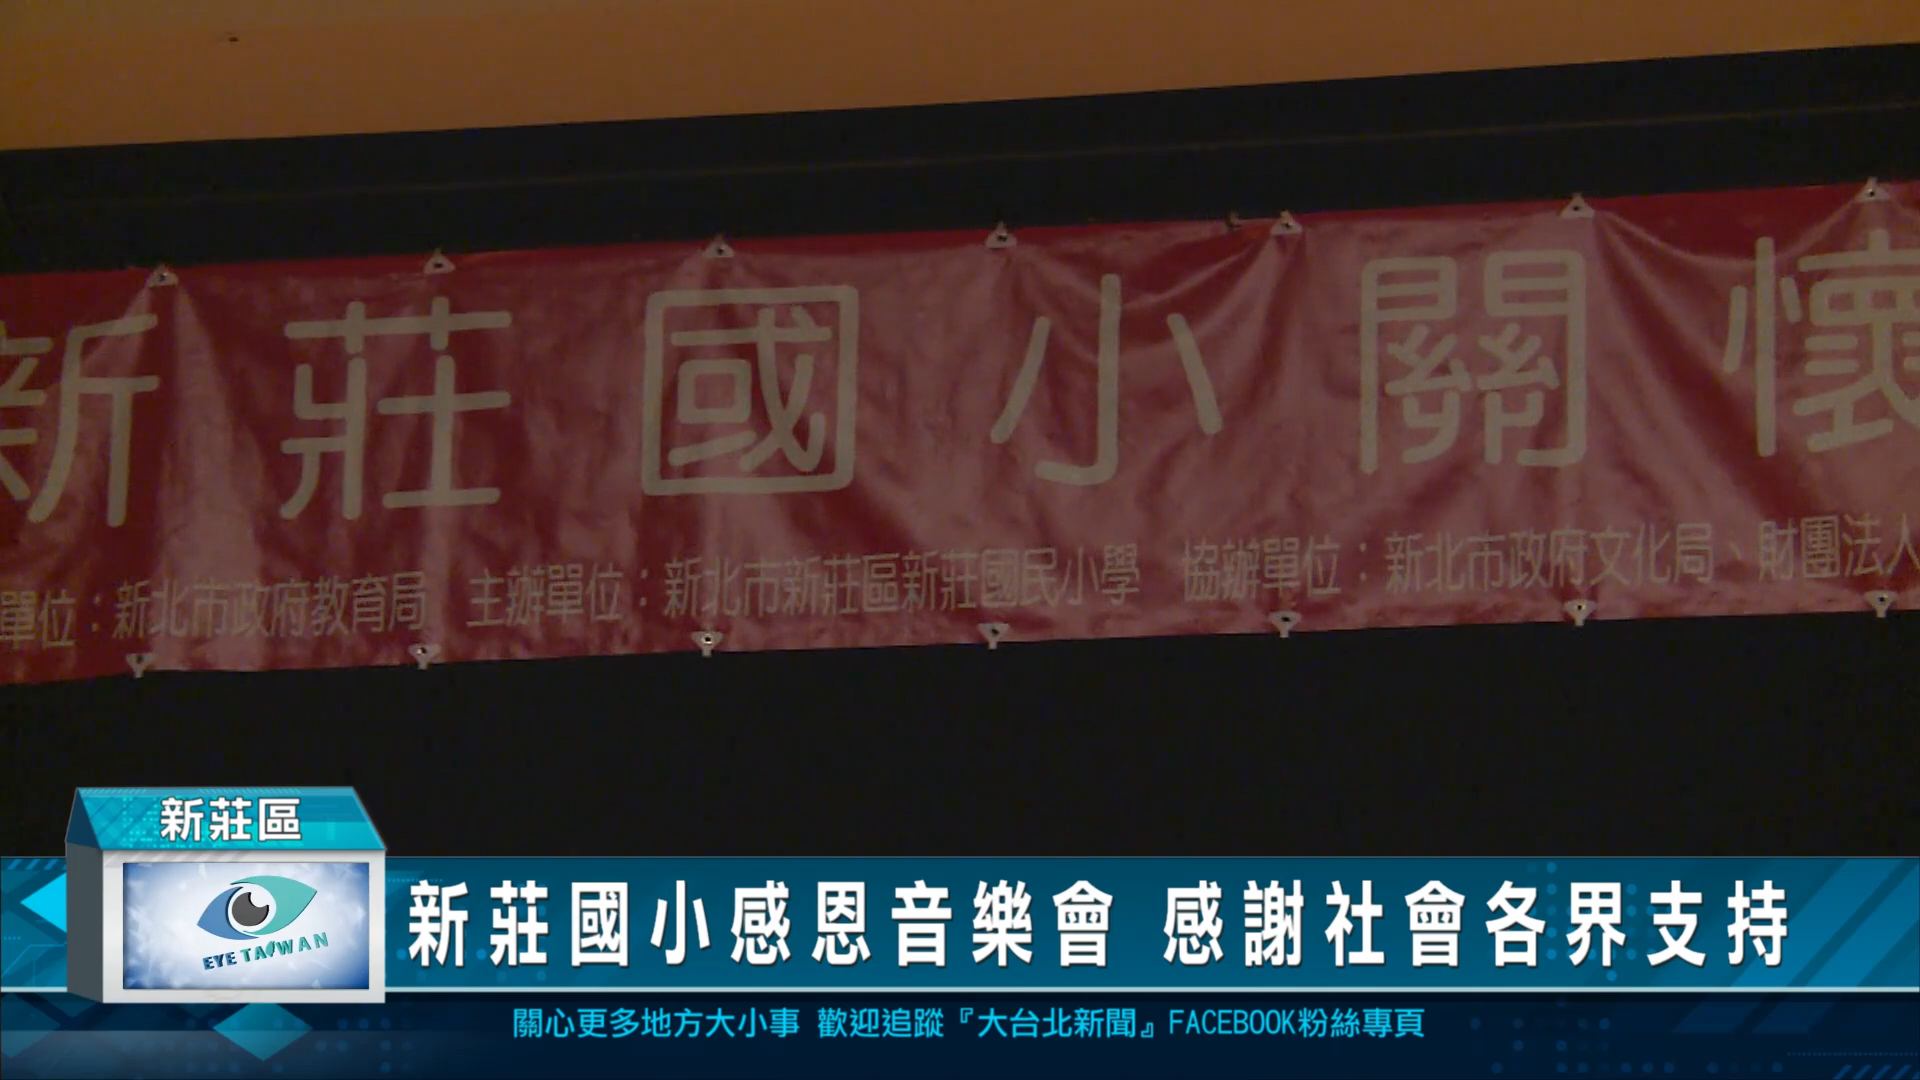 新莊國小關懷
單位：新北市政府教育局 主辦單位：新北市新莊區新莊國民小學 協辦單位：新北市政府文化局、財團法人
新莊區
EYE TAIWAN
新莊國小感恩音樂會 感謝社會各界支持
關心更多地方大小事 歡迎追蹤『大台北新聞』FACEBOOK粉絲專頁